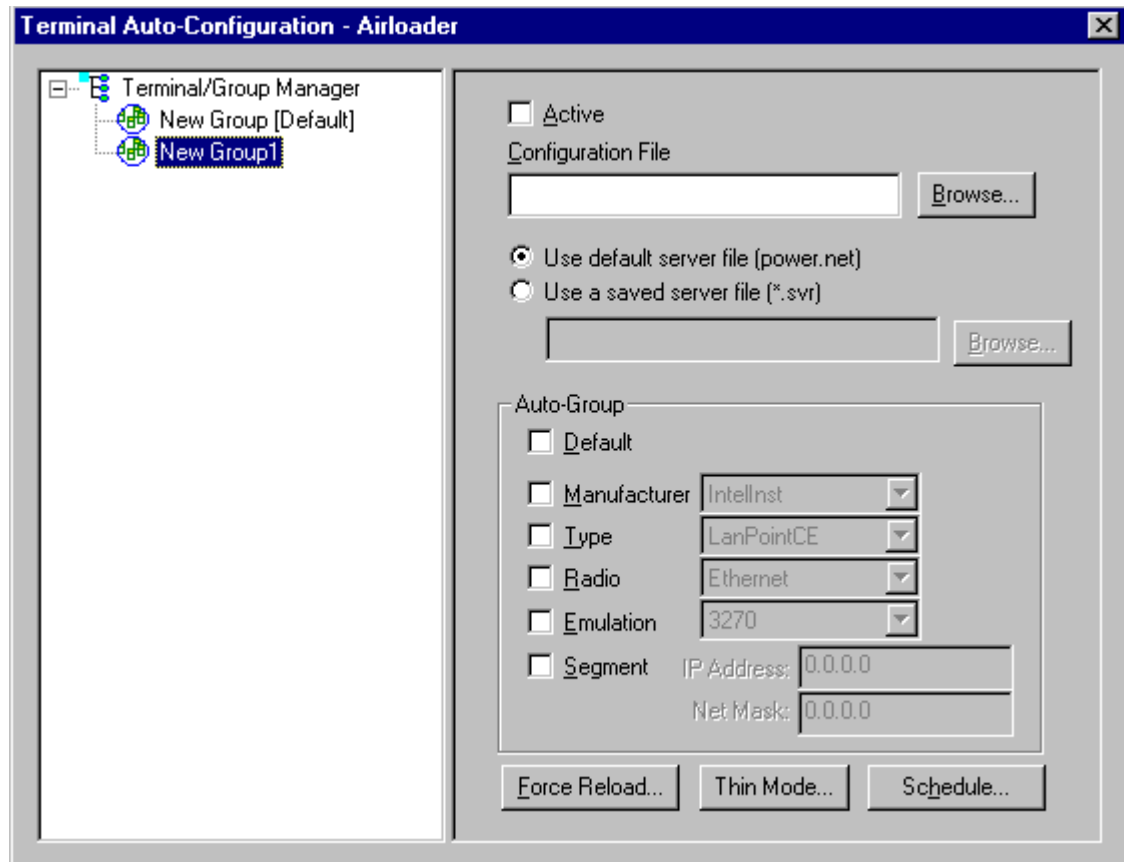 Terminal Auto-Configuration - Airloader
Terminal/Group Manager
New Group [Default]
New Group1
Active
Configuration File
Browse...
Use default server file (power.net)
Use a saved server file (*.svr)
Browse...
Auto-Group
Default
Manufacturer IntelInst
Type LanPointCE
Radio Ethernet
Emulation 3270
Segment IP Address: 0.0.0.0
Net Mask: 0.0.0.0
Force Reload... Thin Mode... Schedule...